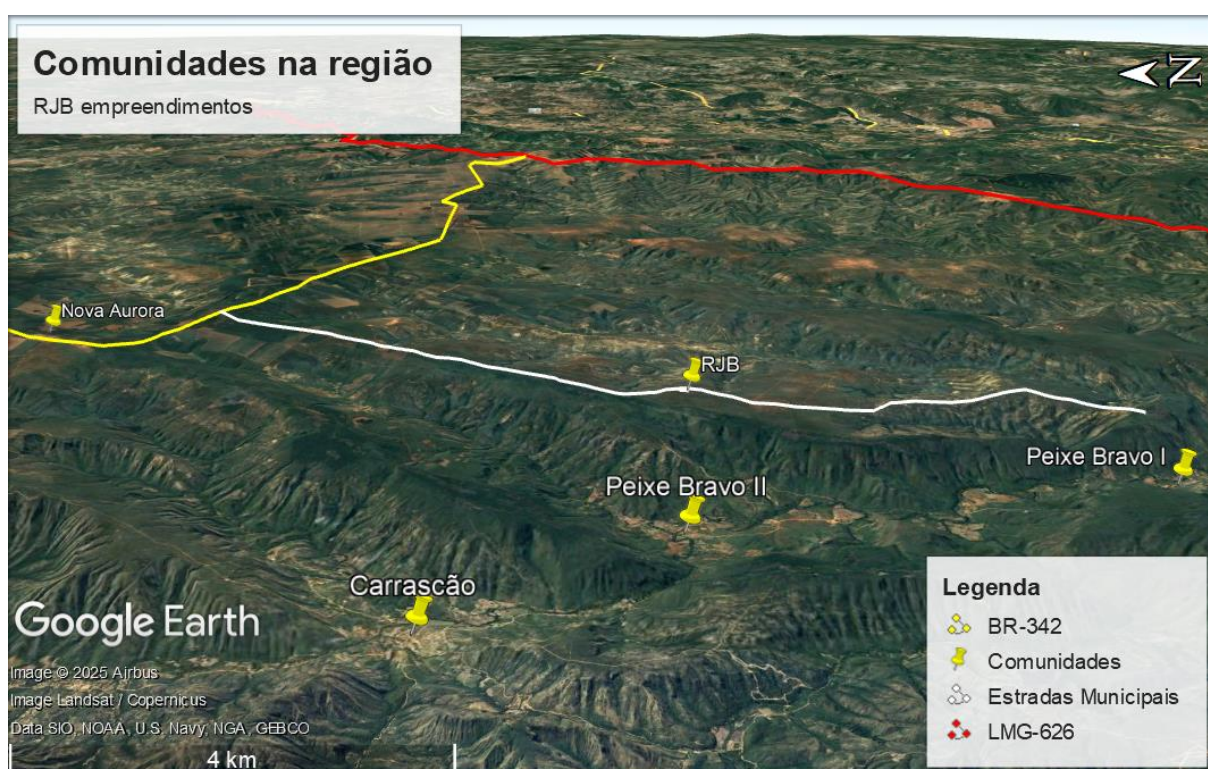 Comunidades na região
RJB empreendimentos
N
Nova Aurora
RJB
Peixe Bravo I
Peixe Bravo II
Carrascão
Legenda
BR-342
Comunidades
Estradas Municipais
LMG-626
Google Earth
Image © 2025 Airbus
Image Landsat / Copernicus
Data SIO, NOAA, U.S. Navy, NGA, GEBCO
4 km